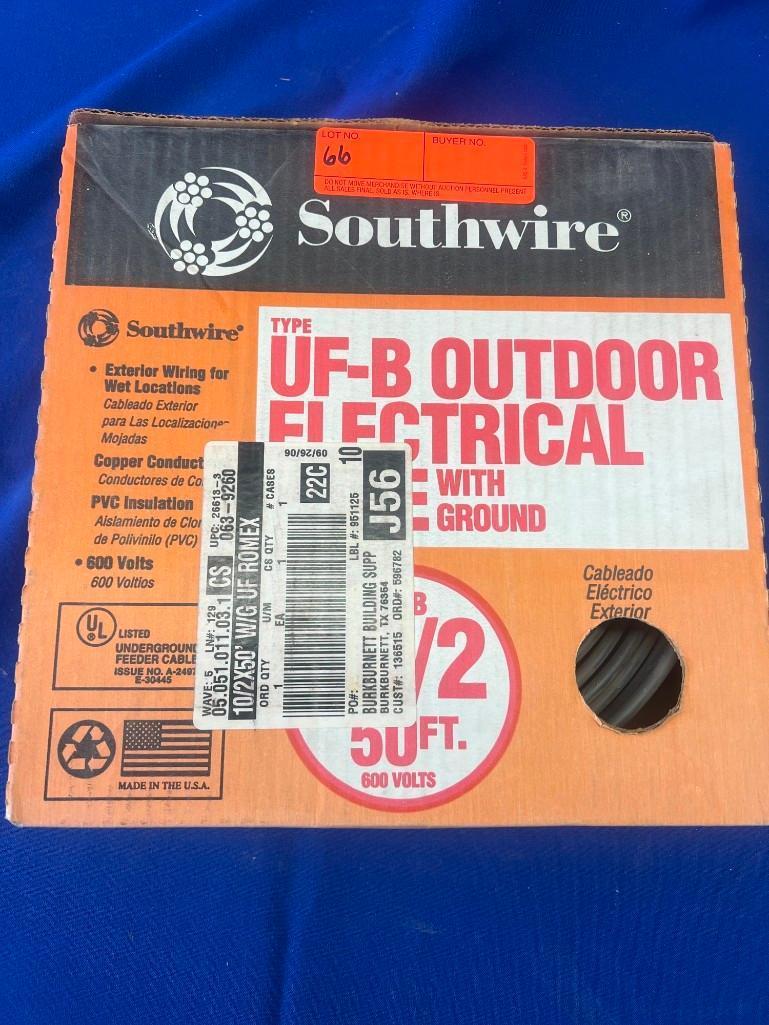 LOT NO.
66
BUYER NO.
DO NOT MOVE MERCHANDISE WITHOUT AUCTION PERSONNEL PRESENT
ALL SALES FINAL, SOLD AS IS, WHERE IS
Southwire®
Southwire®
• Exterior Wiring for
Wet Locations
Cableado Exterior
para Las Localizaciones
Mojadas
Copper Conduct
Conductores de Co
PVC Insulation
Aislamiento de Clor
de Polivinilo (PVC)
• 600 Volts
600 Voltios
UL LISTED
UNDERGROUND
FEEDER CABLE
ISSUE NO. A-2497
E-30445
MADE IN THE U.S.A.
TYPE
UF-B OUTDOOR
ELECTRICAL
E WITH
GROUND
B
/2
50 FT.
600 VOLTS
Cableado
Eléctrico
Exterior
WAVE: 5 LN#: 129 UPC: 26613-3
05.051.011.03.1 CS 063-9260
10/2X50' W/G UF ROMEX
ORD QTY U/M CS QTY # CASES
1 EA 1 1
09/26/06
22C
PO#: LBL #: 951125 10
BURKBURNETT BUILDING SUPP
BURKBURNETT, TX 76354
CUST#: 136515 ORD#: 596782
J56